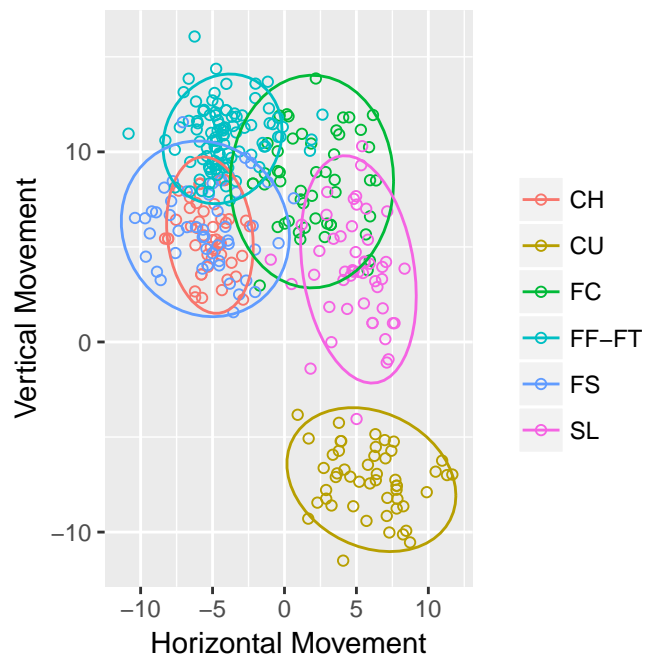 Vertical Movement
10
0
−10
−10
−5
0
5
10
Horizontal Movement
CH
CU
FC
FF−FT
FS
SL